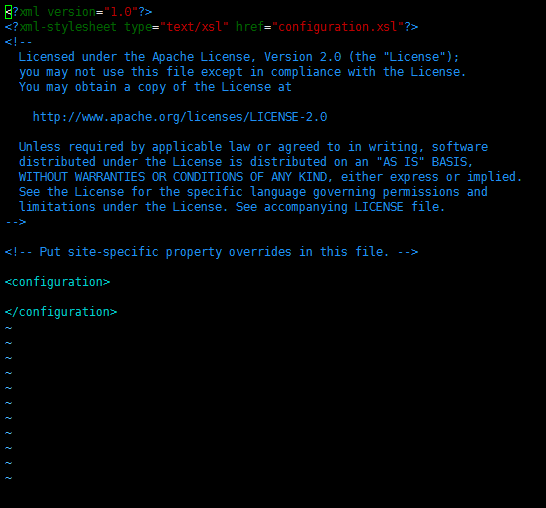 <?xml version="1.0"?>
<?xml-stylesheet type="text/xsl" href="configuration.xsl"?>
<!--
  Licensed under the Apache License, Version 2.0 (the "License");
  you may not use this file except in compliance with the License.
  You may obtain a copy of the License at

    http://www.apache.org/licenses/LICENSE-2.0

  Unless required by applicable law or agreed to in writing, software
  distributed under the License is distributed on an "AS IS" BASIS,
  WITHOUT WARRANTIES OR CONDITIONS OF ANY KIND, either express or implied.
  See the License for the specific language governing permissions and
  limitations under the License. See accompanying LICENSE file.
-->

<!-- Put site-specific property overrides in this file. -->

<configuration>

</configuration>
~
~
~
~
~
~
~
~
~
~
~